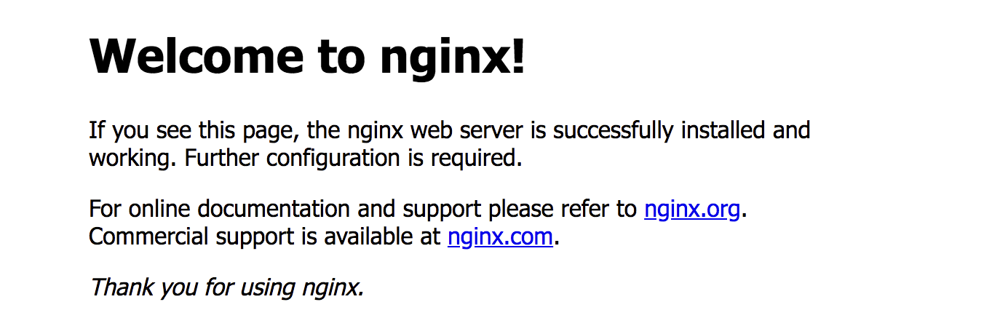 Welcome to nginx!
If you see this page, the nginx web server is successfully installed and
working. Further configuration is required.
For online documentation and support please refer to nginx.org.
Commercial support is available at nginx.com.
Thank you for using nginx.